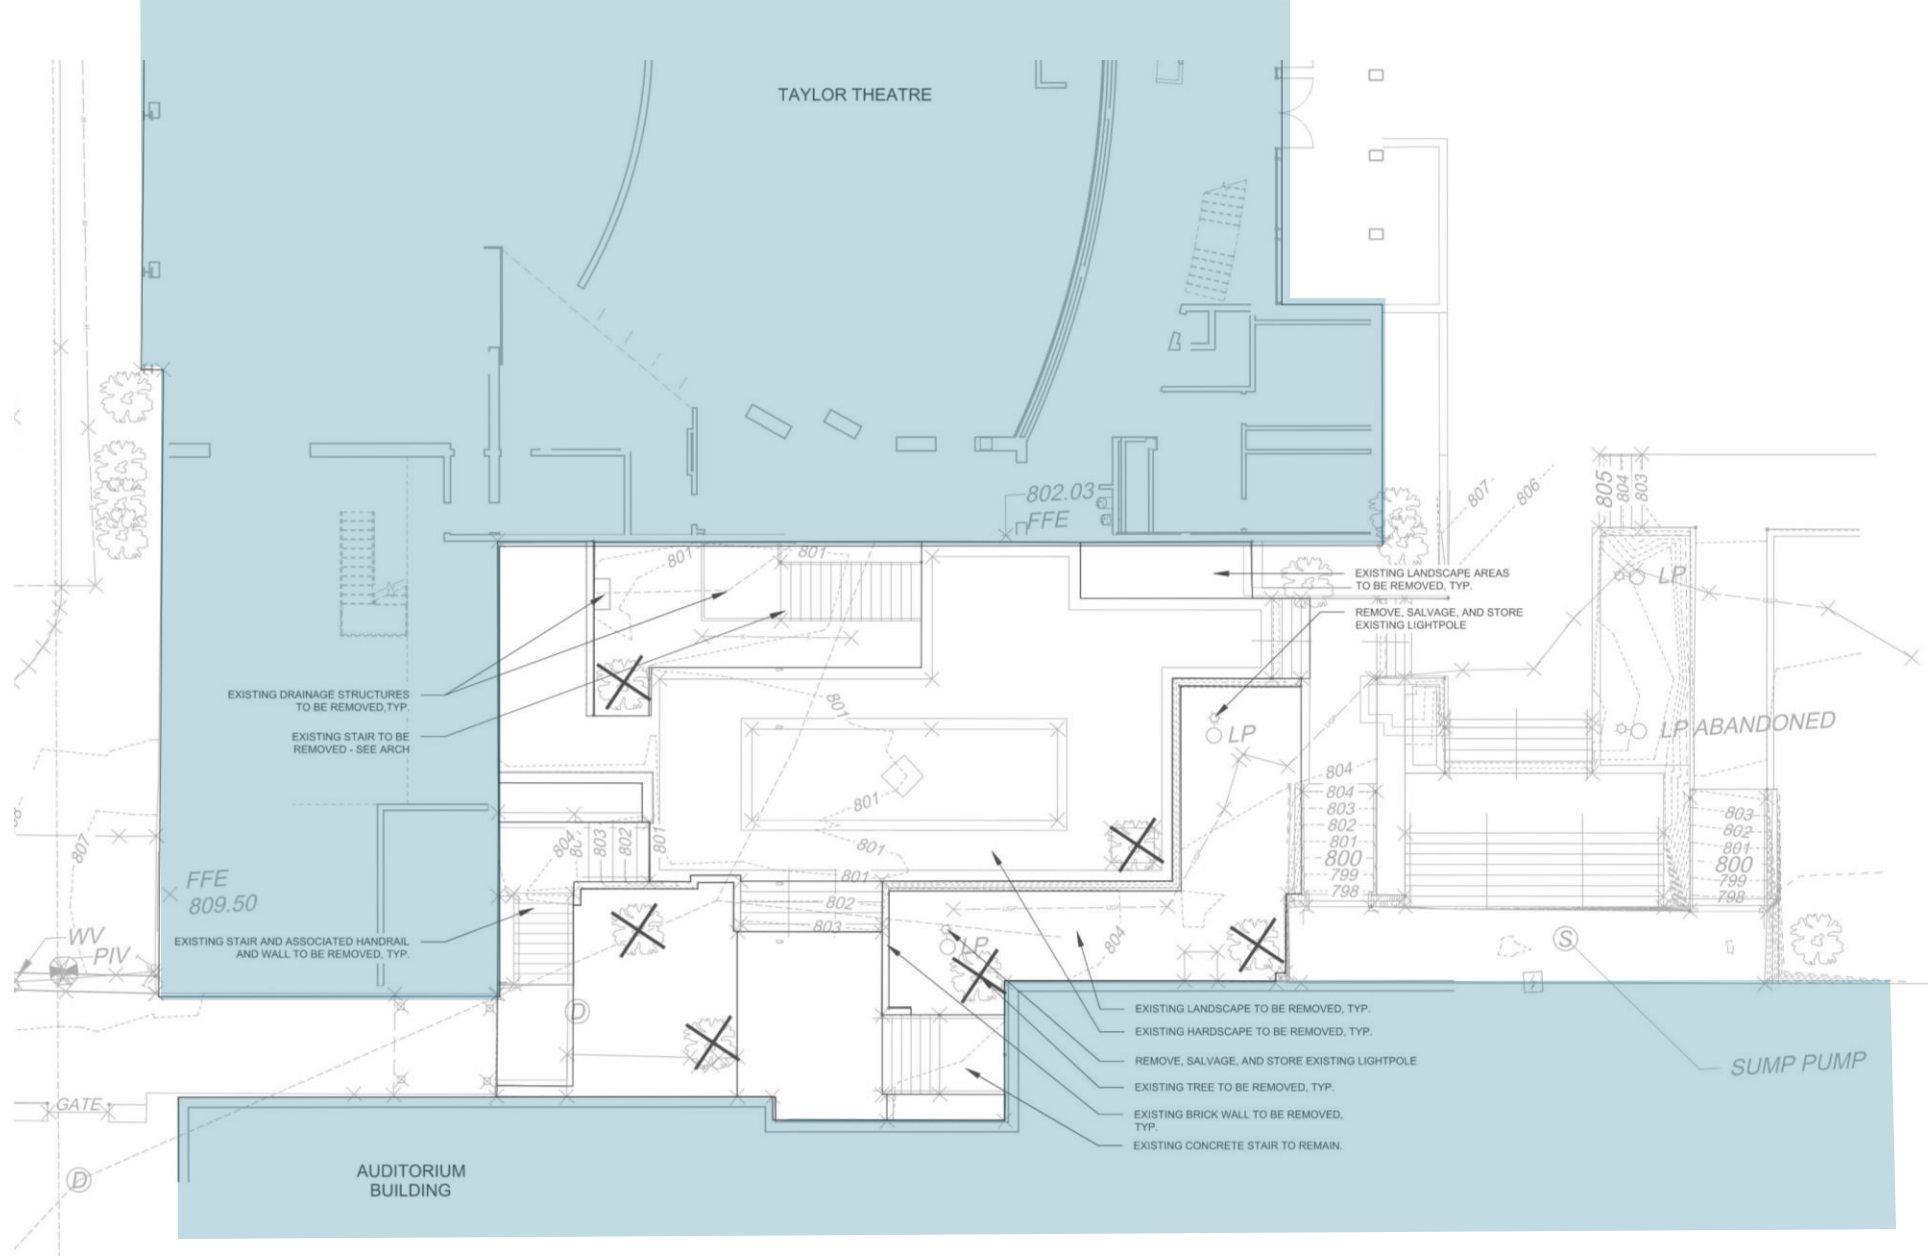 TAYLOR THEATRE
802.03
FFE
807
806
805
804
803
801
801
EXISTING LANDSCAPE AREAS
TO BE REMOVED, TYP.
LP
REMOVE, SALVAGE, AND STORE
EXISTING LIGHTPOLE
EXISTING DRAINAGE STRUCTURES
TO BE REMOVED,TYP.
801
LP
LP ABANDONED
EXISTING STAIR TO BE
REMOVED - SEE ARCH
804
804
803
802
801
800
799
798
801
803
802
801
800
799
798
804
803
802
801
801
801
802
803
FFE
809.50
807
WV
PIV
EXISTING STAIR AND ASSOCIATED HANDRAIL
AND WALL TO BE REMOVED, TYP.
UGP
LP
804
S
D
EXISTING LANDSCAPE TO BE REMOVED, TYP.
EXISTING HARDSCAPE TO BE REMOVED, TYP.
REMOVE, SALVAGE, AND STORE EXISTING LIGHTPOLE
SUMP PUMP
EXISTING TREE TO BE REMOVED, TYP.
GATE
EXISTING BRICK WALL TO BE REMOVED,
TYP.
EXISTING CONCRETE STAIR TO REMAIN.
D
AUDITORIUM
BUILDING